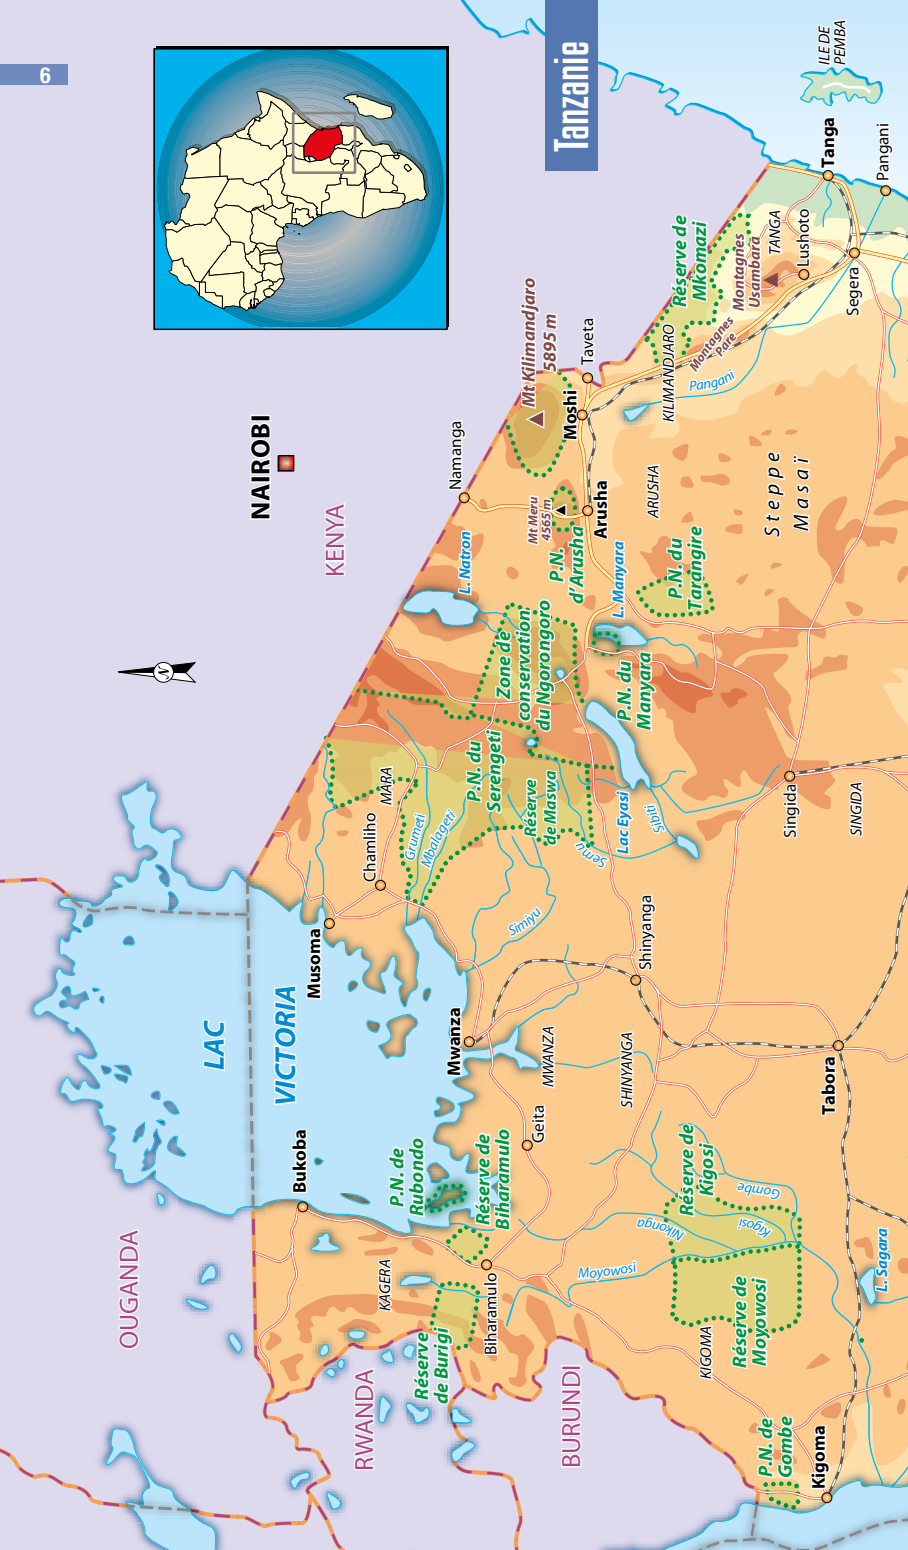 6
Tanzanie
NAIROBI
KENYA
OUGANDA
RWANDA
BURUNDI
N
LAC
VICTORIA
Bukoba
Musoma
Mwanza
Geita
Biharamulo
Chamliho
MARA
KAGERA
MWANZA
SHINYANGA
Shinyanga
P.N. de
Rubondo
Réserve de
Biharamulo
Réserve
de Burigi
Grumeti
Mbalageti
P.N. du
Serengeti
Réserve
de Maswa
Zone de
conservation
du Ngorongoro
L. Natron
Namanga
Mt Meru
4565 m
P.N.
d'Arusha
Arusha
ARUSHA
Mt Kilimandjaro
5895 m
Moshi
Taveta
KILIMANDJARO
Réserve de
Mkomazi
Montagnes
Pare
Montagnes
Usambara
TANGA
Lushoto
Segera
Tanga
Pangani
ILE DE
PEMBA
Pangani
L. Manyara
P.N. du
Manyara
P.N. du
Tarangire
Steppe
Masaï
Lac Eyasi
Sibiti
Semu
Simiyu
Singida
SINGIDA
Tabora
Réserve de
Kigosi
Gombe
Kigosi
Nikonga
Moyowosi
Réserve de
Moyowosi
KIGOMA
L. Sagara
P.N. de
Gombe
Kigoma